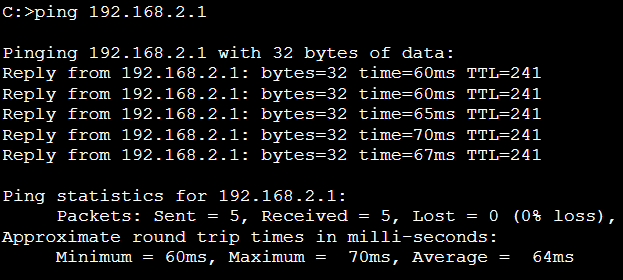 C:>ping 192.168.2.1
Pinging 192.168.2.1 with 32 bytes of data:
Reply from 192.168.2.1: bytes=32 time=60ms TTL=241
Reply from 192.168.2.1: bytes=32 time=60ms TTL=241
Reply from 192.168.2.1: bytes=32 time=65ms TTL=241
Reply from 192.168.2.1: bytes=32 time=70ms TTL=241
Reply from 192.168.2.1: bytes=32 time=67ms TTL=241
Ping statistics for 192.168.2.1:
Packets: Sent = 5, Received = 5, Lost = 0 (0% loss),
Approximate round trip times in milli-seconds:
Minimum = 60ms, Maximum =  70ms, Average =  64ms